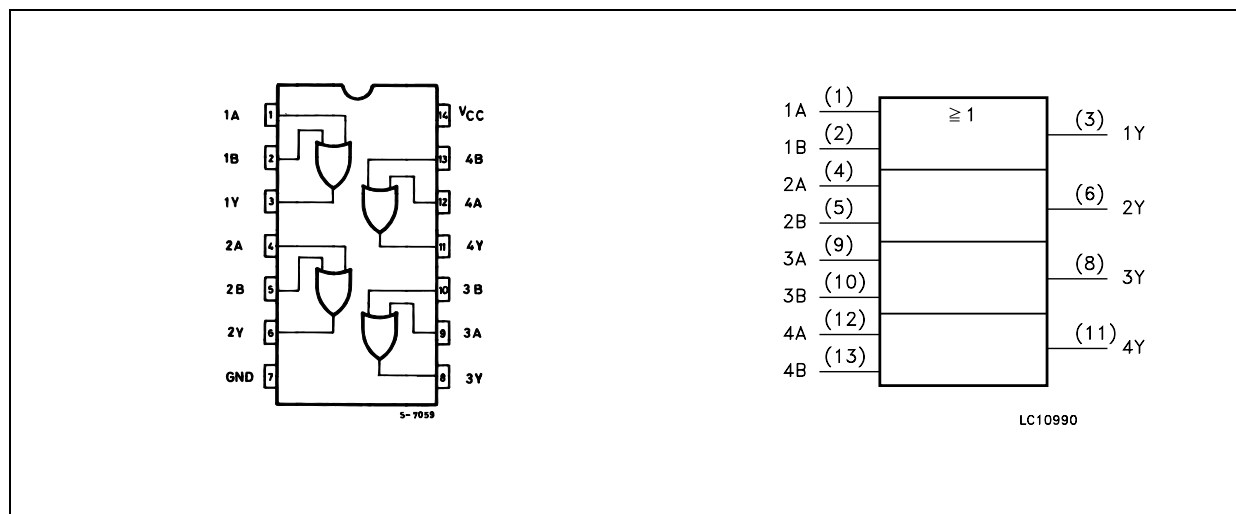 1A 1 14 VCC
1B 2 13 4B
1Y 3 12 4A
2A 4 11 4Y
2B 5 10 3B
2Y 6 9 3A
GND 7 8 3Y
S-7059
1A (1) ≧1 (3) 1Y
1B (2)
2A (4) (6) 2Y
2B (5)
3A (9) (8) 3Y
3B (10)
4A (12) (11) 4Y
4B (13)
LC10990